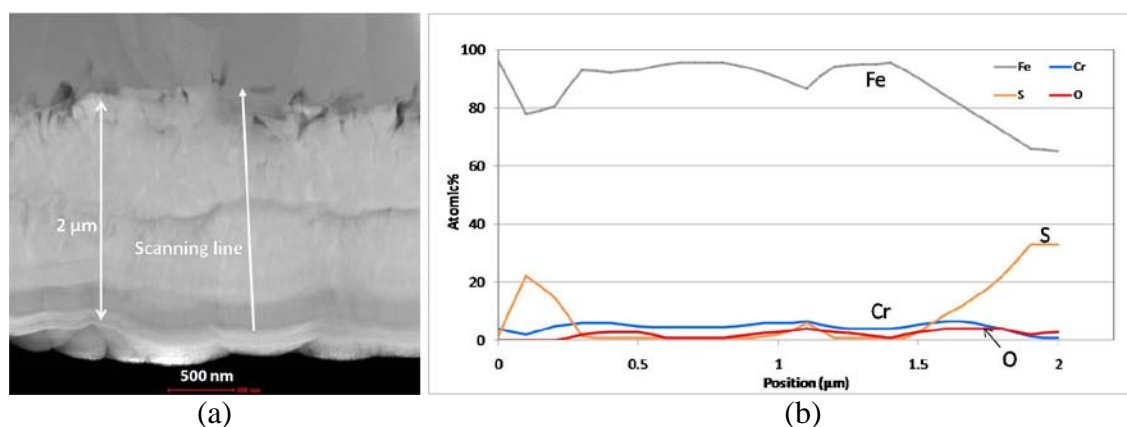 2 µm
Scanning line
500 nm
(a)
100
80
60
40
20
0
Atomic%
0
0.5
1
1.5
2
Position (µm)
Fe
Cr
S
O
Fe
S
Cr
O
(b)